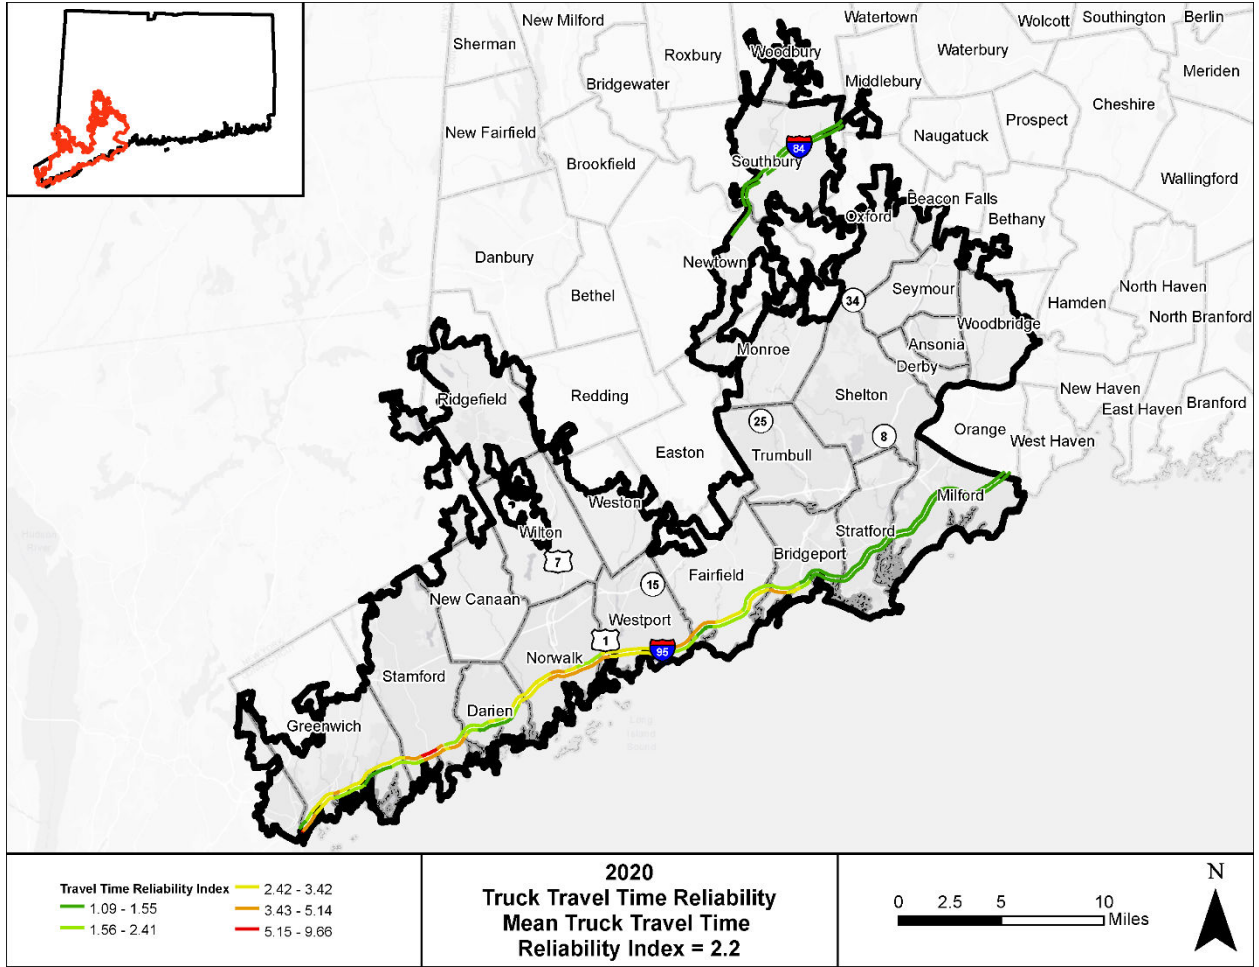 New Milford
Watertown
Wolcott
Southington
Berlin
Sherman
Roxbury
Woodbury
Waterbury
Bridgewater
Middlebury
Meriden
Cheshire
New Fairfield
Prospect
Naugatuck
84
Southbury
Brookfield
Wallingford
Beacon Falls
Oxford
Bethany
Danbury
Newtown
Seymour
North Haven
Bethel
34
Hamden
North Branford
Woodbridge
Ansonia
Monroe
Derby
New Haven
Ridgefield
Redding
Shelton
East Haven
Branford
25
8
Orange
West Haven
Easton
Trumbull
Weston
Milford
Wilton
Stratford
7
Bridgeport
Fairfield
15
New Canaan
Westport
1
95
Norwalk
Stamford
Darien
Long
Island
Sound
Greenwich
Travel Time Reliability Index
1.09 - 1.55
1.56 - 2.41
2.42 - 3.42
3.43 - 5.14
5.15 - 9.66
2020
Truck Travel Time Reliability
Mean Truck Travel Time
Reliability Index = 2.2
0 2.5 5 10
Miles
N